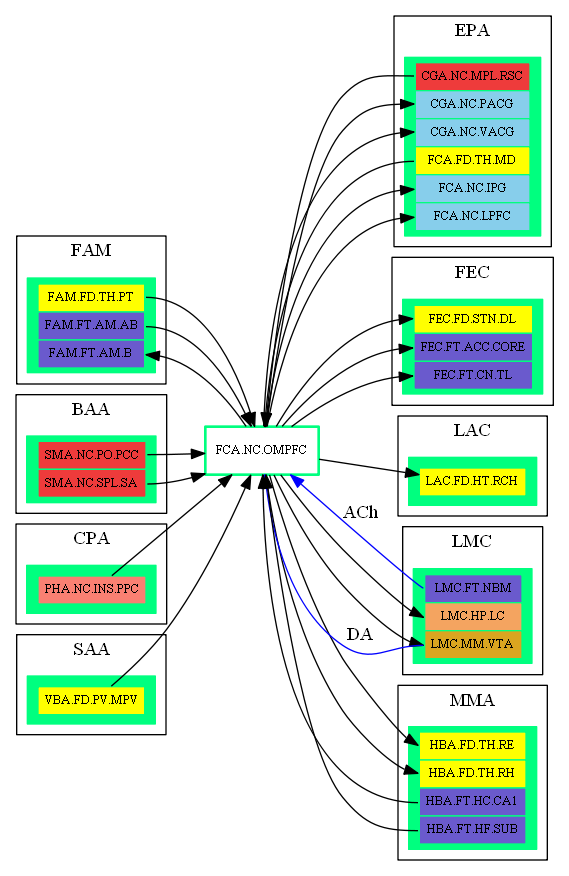 EPA
CGA.NC.MPL.RSC
CGA.NC.PACG
CGA.NC.VACG
FCA.FD.TH.MD
FCA.NC.IPG
FCA.NC.LPFC
FAM
FAM.FD.TH.PT
FAM.FT.AM.AB
FAM.FT.AM.B
FEC
FEC.FD.STN.DL
FEC.FT.ACC.CORE
FEC.FT.CN.TL
BAA
SMA.NC.PO.PCC
SMA.NC.SPL.SA
FCA.NC.OMPFC
LAC
LAC.FD.HT.RCH
CPA
PHA.NC.INS.PPC
ACh
LMC
LMC.FT.NBM
LMC.HP.LC
LMC.MM.VTA
DA
SAA
VBA.FD.PV.MPV
MMA
HBA.FD.TH.RE
HBA.FD.TH.RH
HBA.FT.HC.CA1
HBA.FT.HF.SUB